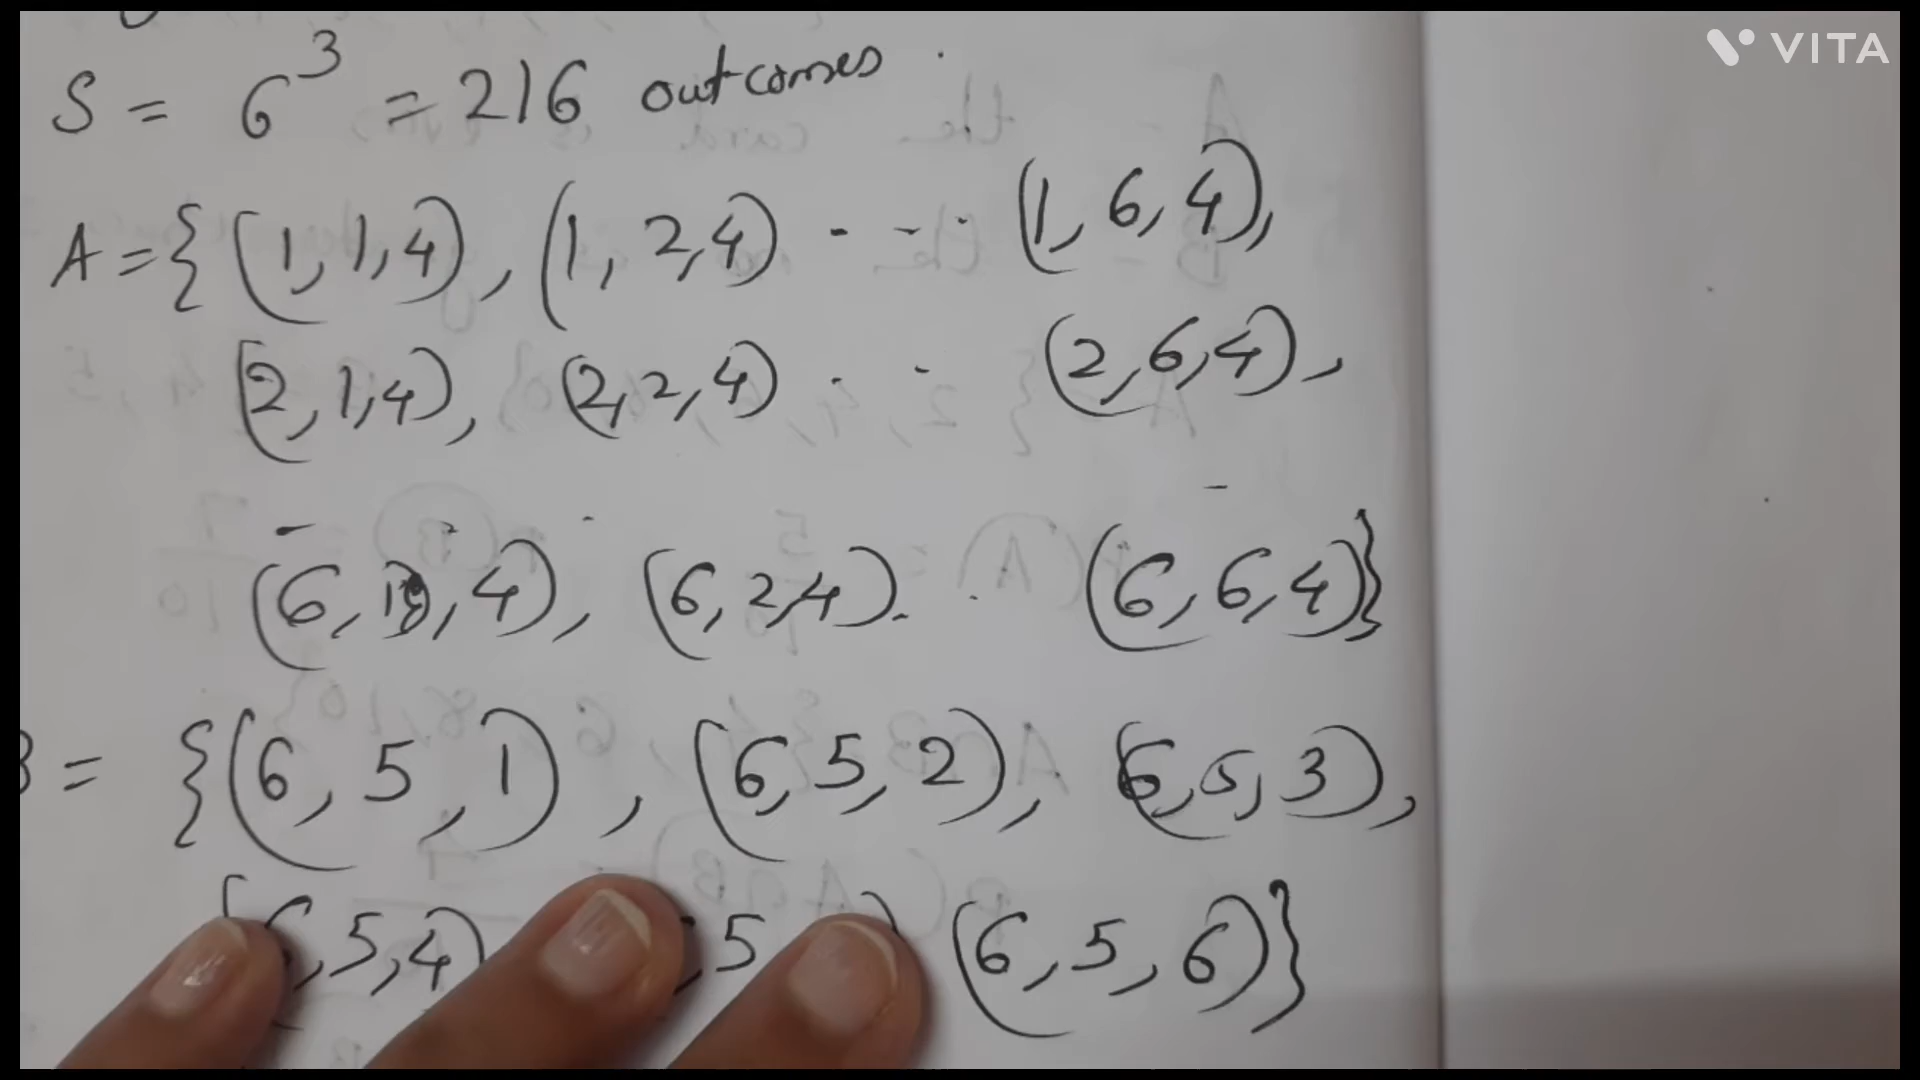 VITA
S = 6³ = 216 outcomes.
A = { (1, 1, 4), (1, 2, 4) - - - (1, 6, 4),
(2, 1, 4), (2, 2, 4) - - (2, 6, 4),
(6, 1, 4), (6, 2, 4) - - (6, 6, 4) }
B = { (6, 5, 1), (6, 5, 2), (6, 5, 3),
(6, 5, 4) , 5 (6, 5, 6) }